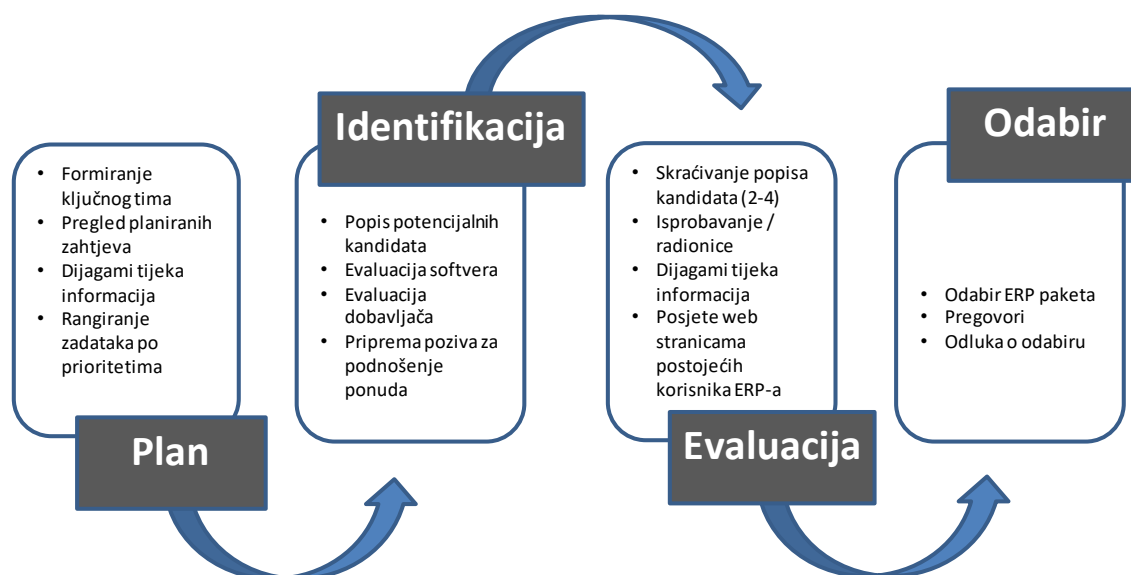 Plan
• Formiranje
ključnog tima
• Pregled planiranih
zahtjeva
• Dijagami tijeka
informacija
• Rangiranje
zadataka po
prioritetima
Identifikacija
• Popis potencijalnih
kandidata
• Evaluacija softvera
• Evaluacija
dobavljača
• Priprema poziva za
podnošenje
ponuda
Evaluacija
• Skraćivanje popisa
kandidata (2-4)
• Isprobavanje /
radionice
• Dijagami tijeka
informacija
• Posjete web
stranicama
postojećih
korisnika ERP-a
Odabir
• Odabir ERP paketa
• Pregovori
• Odluka o odabiru